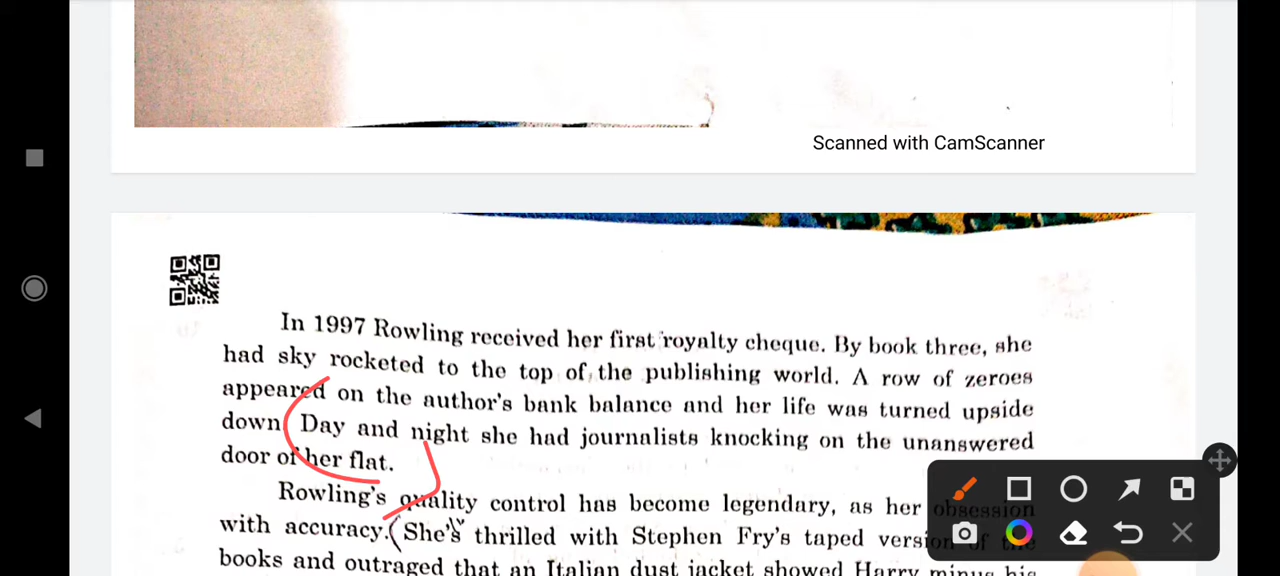 Scanned with CamScanner
In 1997 Rowling received her first royalty cheque. By book three, she
had sky rocketed to the top of the publishing world. A row of zeroes
appeared on the author's bank balance and her life was turned upside
down. Day and night she had journalists knocking on the unanswered
door of her flat.
Rowling's quality control has become legendary, as her obsession
with accuracy. (She's thrilled with Stephen Fry's taped version of the
books and outraged that an Italian dust jacket showed Harry minus his